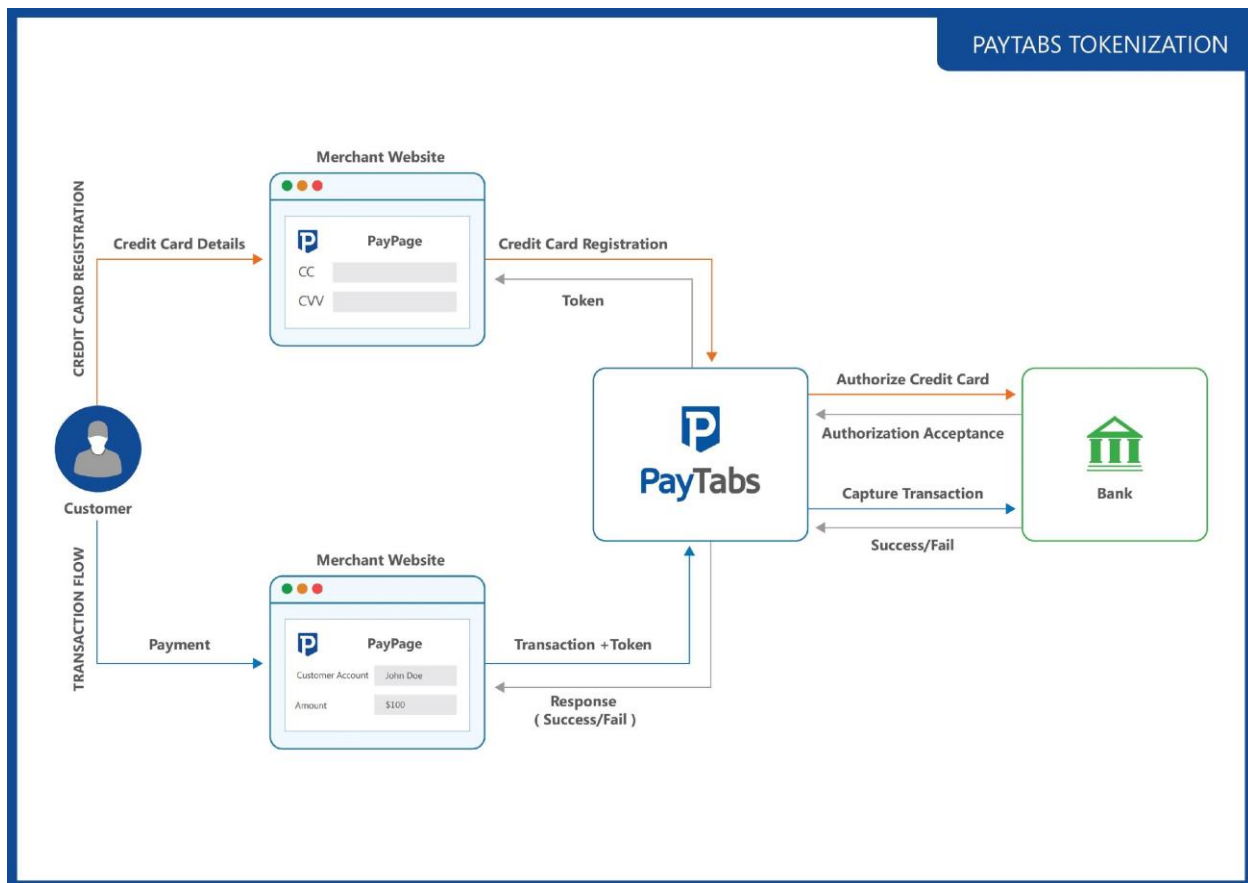 PAYTABS TOKENIZATION
CREDIT CARD REGISTRATION
Credit Card Details
Merchant Website
PayPage
CC
CVV
Credit Card Registration
Token
Customer
PayTabs
Authorize Credit Card
Authorization Acceptance
Capture Transaction
Success/Fail
Bank
TRANSACTION FLOW
Payment
Merchant Website
PayPage
Customer Account John Doe
Amount $100
Transaction +Token
Response
( Success/Fail )